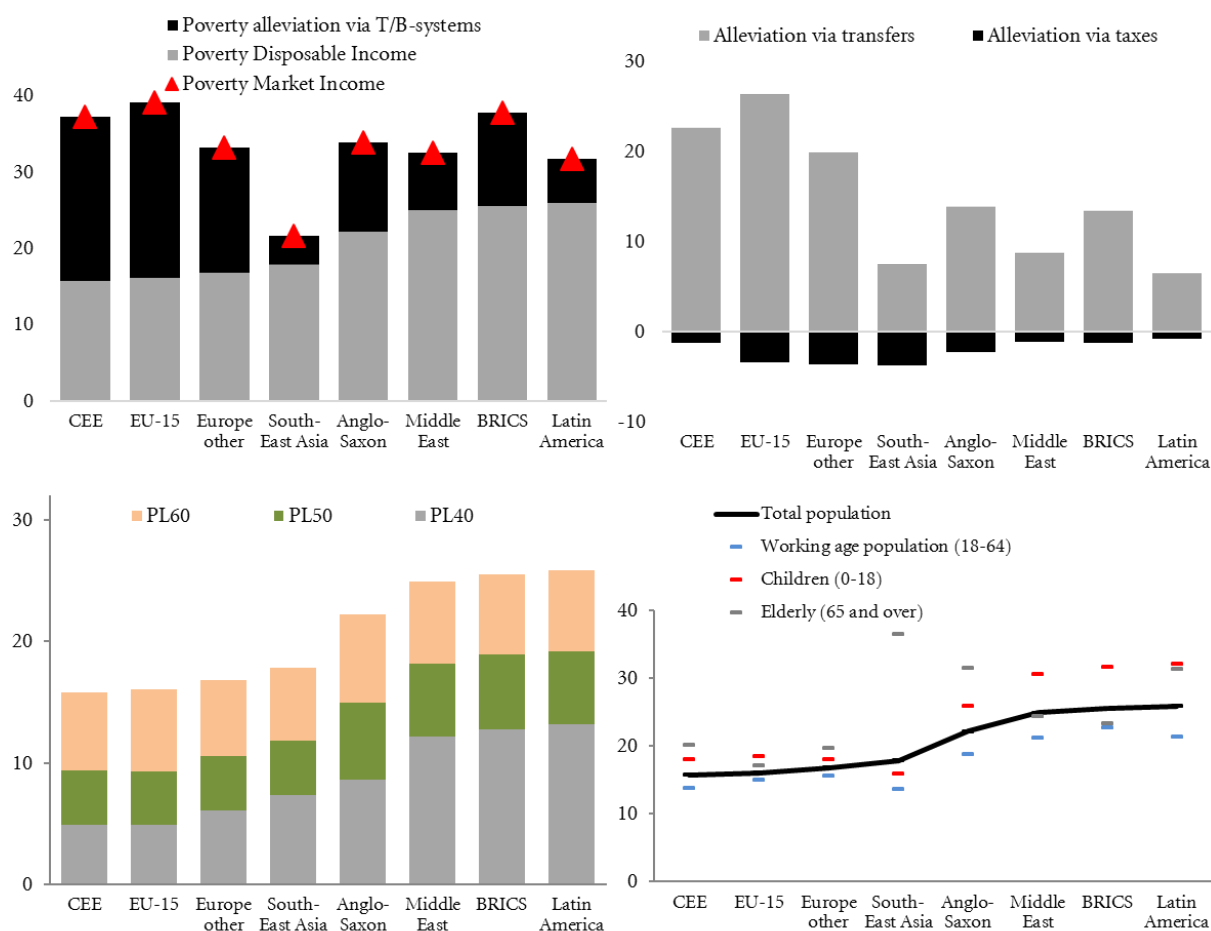 Poverty alleviation via T/B-systems
Poverty Disposable Income
Poverty Market Income
40
30
20
10
0
CEE
EU-15
Europe
other
South-
East Asia
Anglo-
Saxon
Middle
East
BRICS
Latin
America
Alleviation via transfers
Alleviation via taxes
30
20
10
0
-10
CEE
EU-15
Europe
other
South-
East Asia
Anglo-
Saxon
Middle
East
BRICS
Latin
America
PL60
PL50
PL40
30
20
10
0
CEE
EU-15
Europe
other
South-
East Asia
Anglo-
Saxon
Middle
East
BRICS
Latin
America
Total population
Working age population (18-64)
Children (0-18)
Elderly (65 and over)
40
30
20
10
0
CEE
EU-15
Europe
other
South-
East Asia
Anglo-
Saxon
Middle
East
BRICS
Latin
America